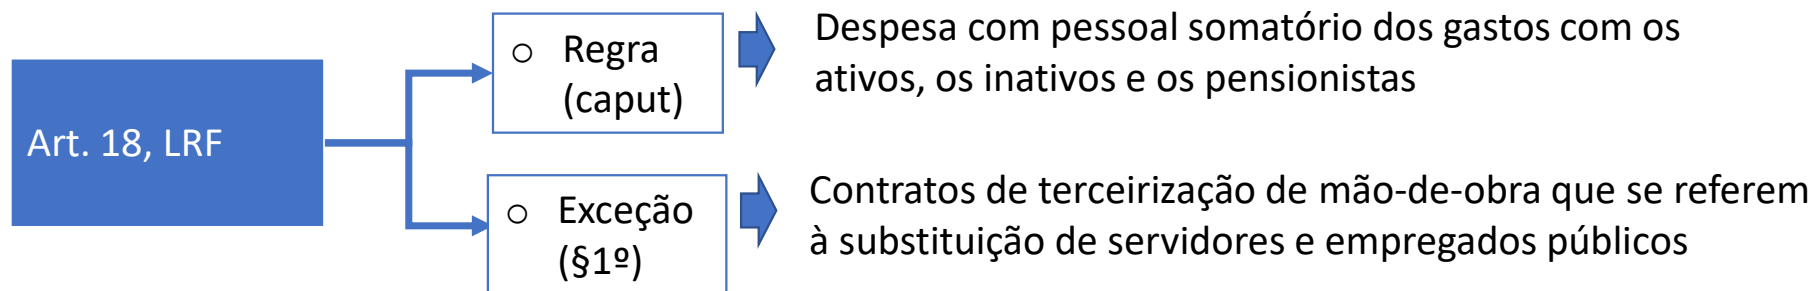 Art. 18, LRF
○ Regra
(caput)
Despesa com pessoal somatório dos gastos com os
ativos, os inativos e os pensionistas
○ Exceção
(§1º)
Contratos de terceirização de mão-de-obra que se referem
à substituição de servidores e empregados públicos